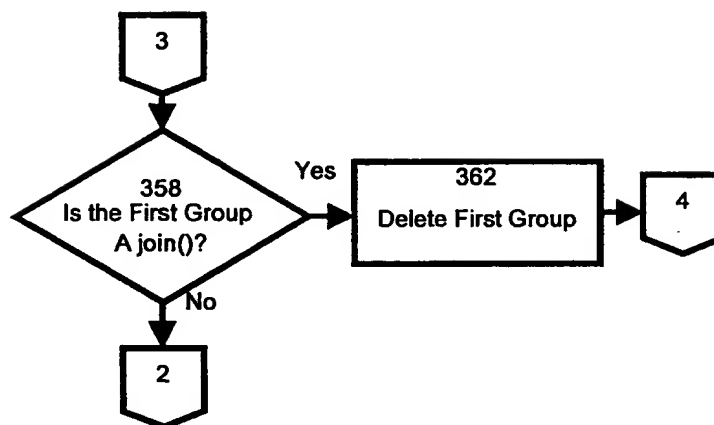 3
358
Is the First Group
A join()?
Yes
362
Delete First Group
4
No
2